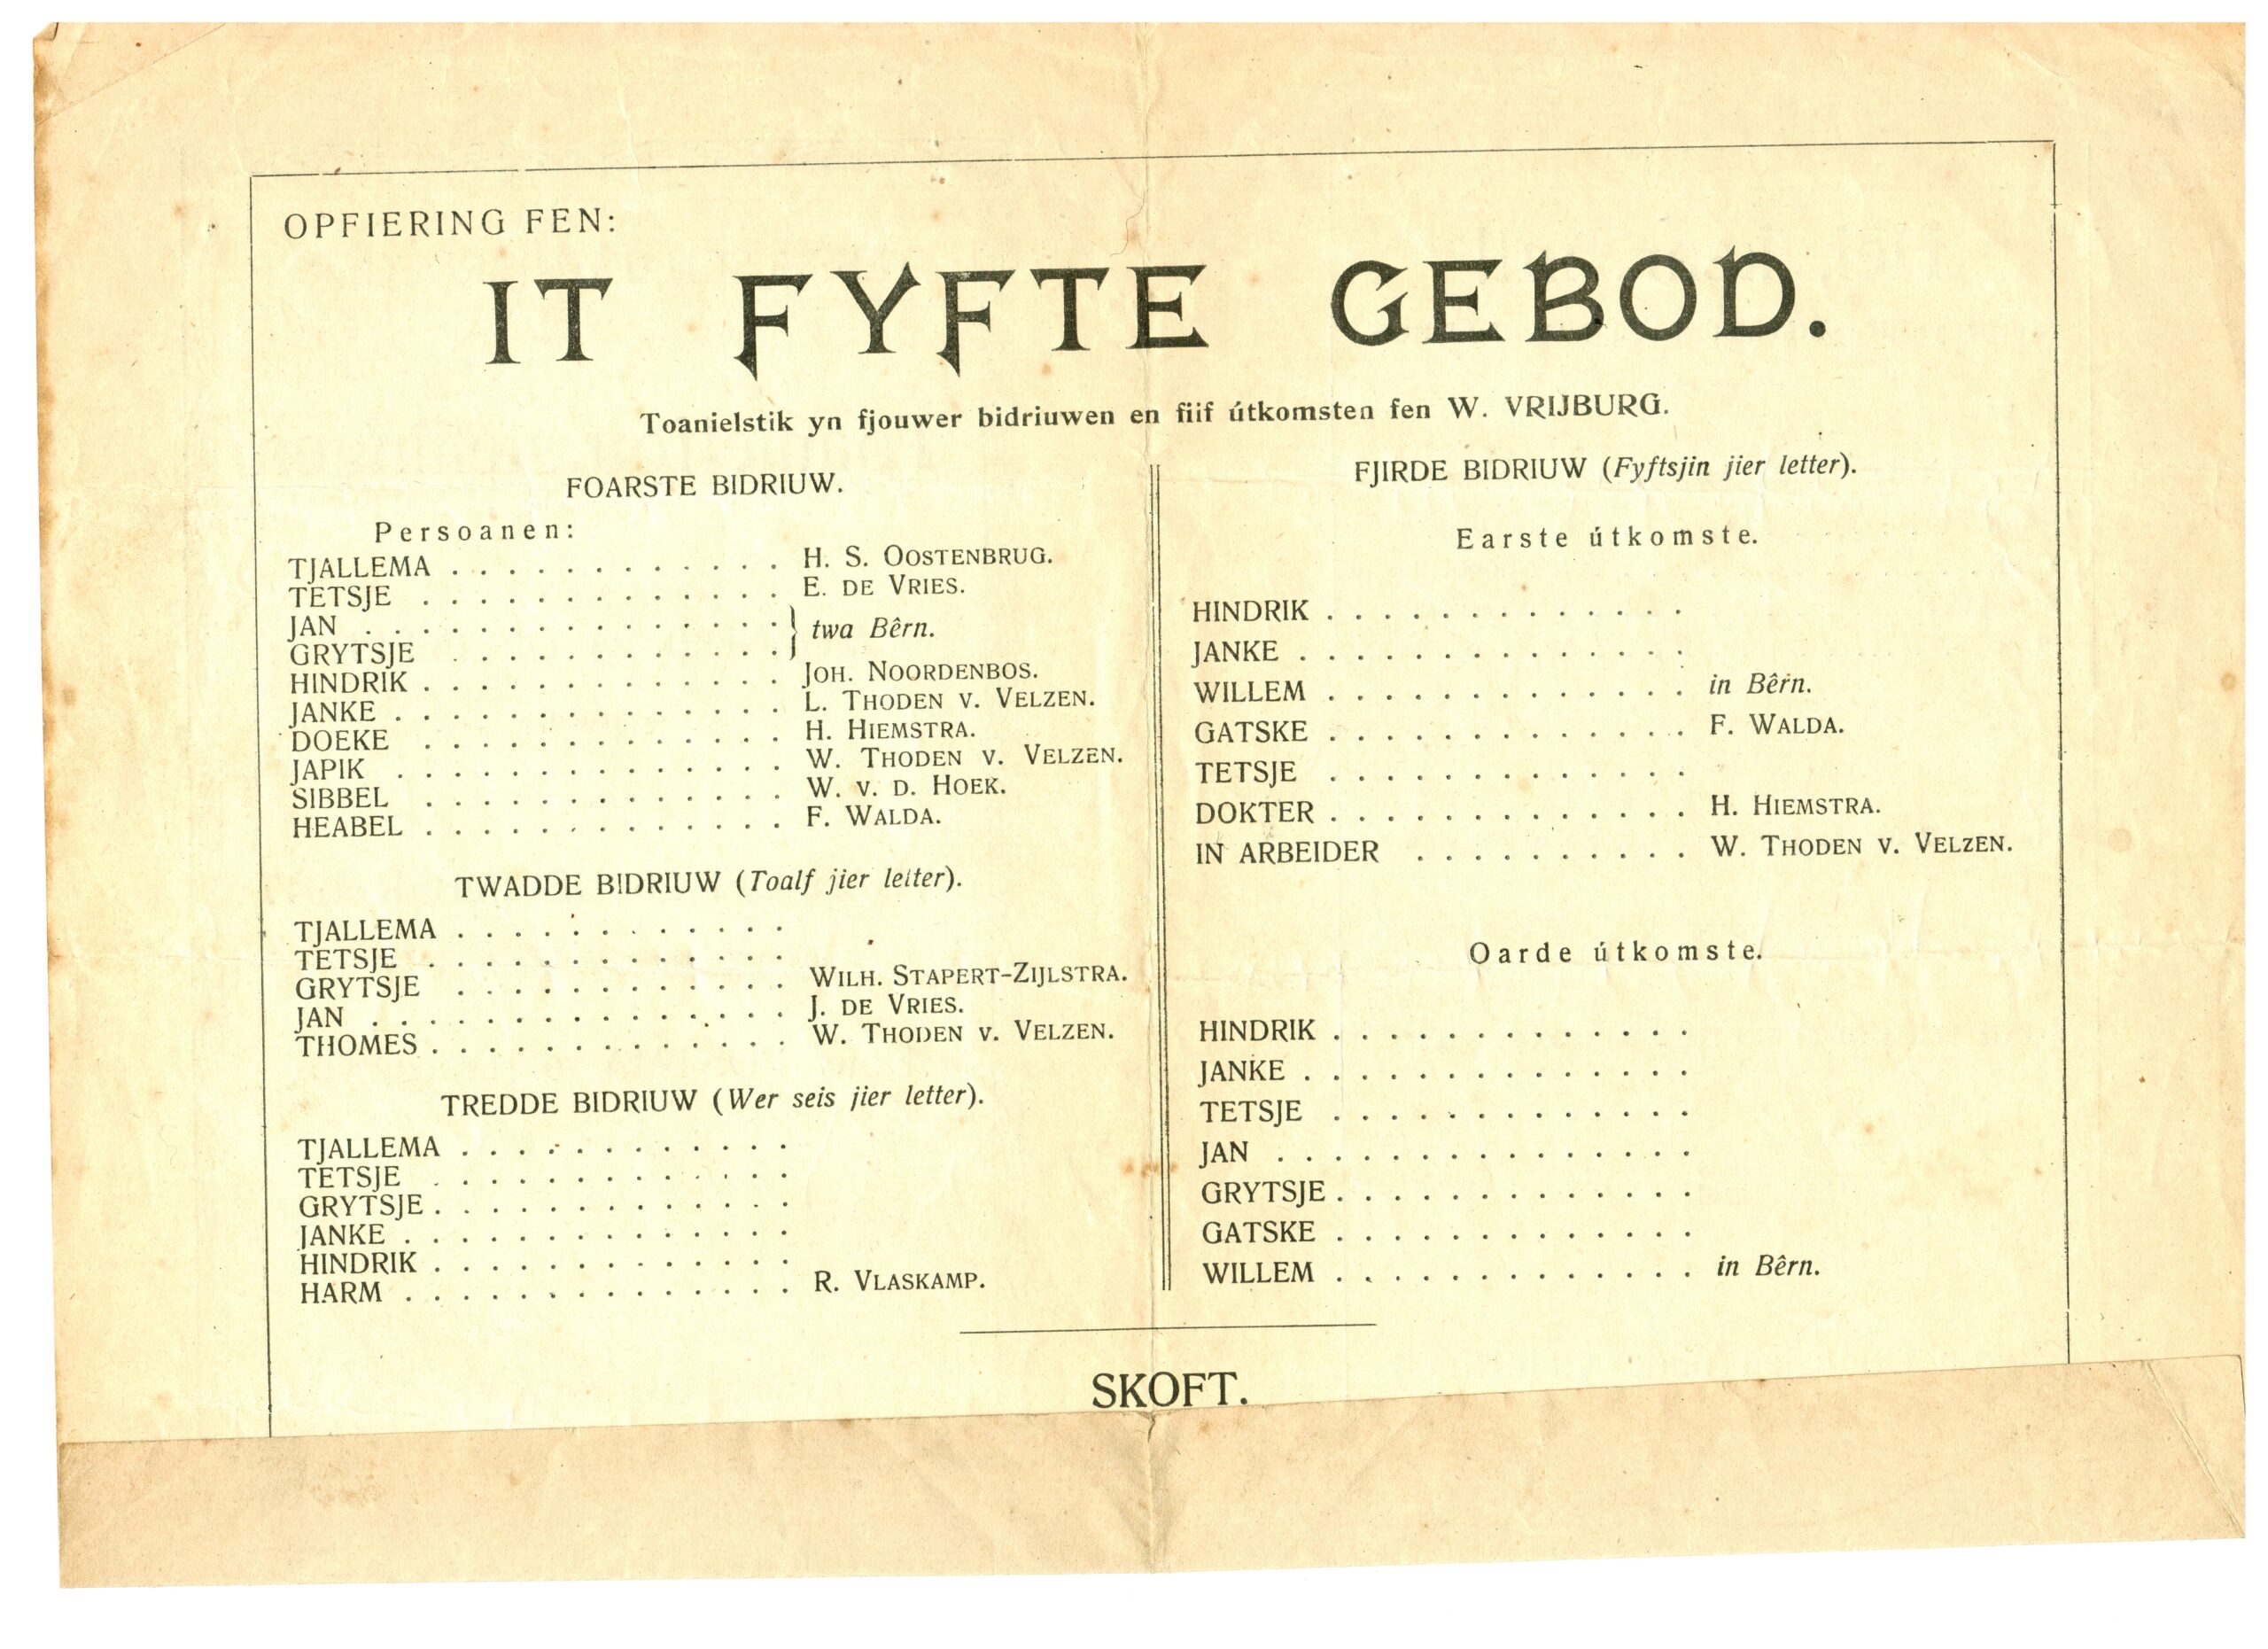 OPFIERING FEN:
IT FYFTE GEBOD.
Toanielstik yn fjouwer bidriuwen en fiif útkomsten fen W. VRIJBURG.
FOARSTE BIDRIUW.
Persoanen:
TJALLEMA . . . . . . . . . . . . H. S. OOSTENBRUG.
TETSJE . . . . . . . . . . . . . E. DE VRIES.
JAN . . . . . . . . . . . . . . . } twa Bêrn.
GRYTSJE . . . . . . . . . . . .
HINDRIK . . . . . . . . . . . . . JOH. NOORDENBOS.
JANKE . . . . . . . . . . . . . . L. THODEN V. VELZEN.
DOEKE . . . . . . . . . . . . . H. HIEMSTRA.
JAPIK . . . . . . . . . . . . . . W. THODEN V. VELZEN.
SIBBEL . . . . . . . . . . . . . W. V. D. HOEK.
HEABEL . . . . . . . . . . . . . F. WALDA.
TWADDE BIDRIUW (Toalf jier letter).
TJALLEMA . . . . . . . . . . . .
TETSJE . . . . . . . . . . . . .
GRYTSJE . . . . . . . . . . . . WILH. STAPERT-ZIJLSTRA.
JAN . . . . . . . . . . . . . . . J. DE VRIES.
THOMES . . . . . . . . . . . . . W. THODEN V. VELZEN.
TREDDE BIDRIUW (Wer seis jier letter).
TJALLEMA . . . . . . . . . . . .
TETSJE . . . . . . . . . . . . .
GRYTSJE . . . . . . . . . . . . .
JANKE . . . . . . . . . . . . . .
HINDRIK . . . . . . . . . . . . .
HARM . . . . . . . . . . . . . . R. VLASKAMP.
FJIRDE BIDRIUW (Fyftsjin jier letter).
Earste útkomste.
HINDRIK . . . . . . . . . . . . .
JANKE . . . . . . . . . . . . . .
WILLEM . . . . . . . . . . . . . in Bêrn.
GATSKE . . . . . . . . . . . . . F. WALDA.
TETSJE . . . . . . . . . . . . .
DOKTER . . . . . . . . . . . . . H. HIEMSTRA.
IN ARBEIDER . . . . . . . . . . W. THODEN V. VELZEN.
Oarde útkomste.
HINDRIK . . . . . . . . . . . . .
JANKE . . . . . . . . . . . . . .
TETSJE . . . . . . . . . . . . .
JAN . . . . . . . . . . . . . . .
GRYTSJE . . . . . . . . . . . . .
GATSKE . . . . . . . . . . . . .
WILLEM . . . . . . . . . . . . . in Bêrn.
SKOFT.